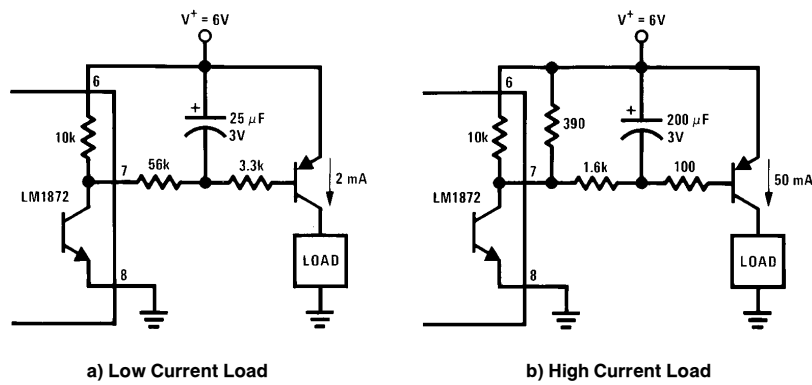 V+ = 6V
6
10k
+
25 μF
3V
7
56k
3.3k
2 mA
LM1872
8
LOAD
a) Low Current Load
V+ = 6V
6
10k
390
+
200 μF
3V
7
1.6k
100
50 mA
LM1872
8
LOAD
b) High Current Load